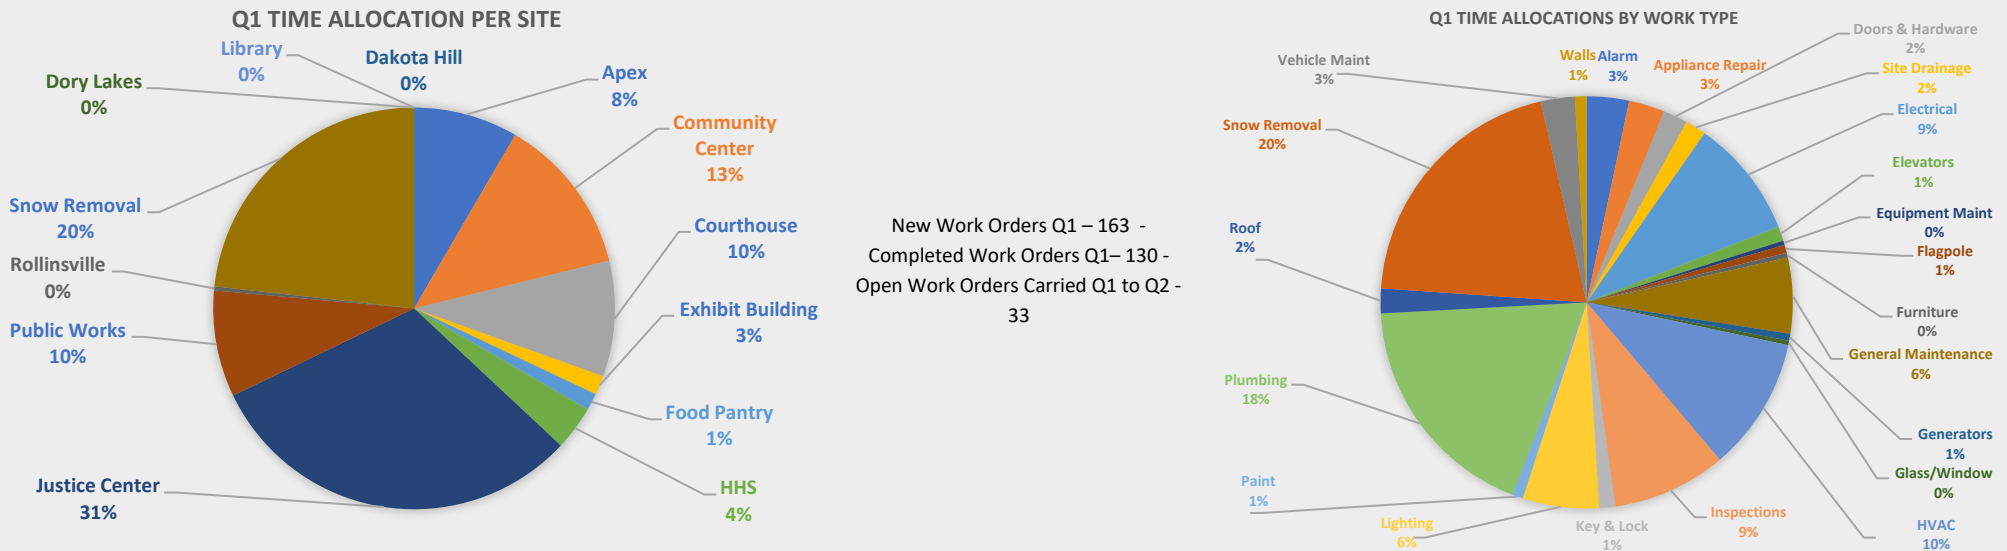 Q1 TIME ALLOCATION PER SITE
Library
0%
Dakota Hill
0%
Dory Lakes
0%
Apex
8%
Community
Center
13%
Snow Removal
20%
Courthouse
10%
Rollinsville
0%
Exhibit Building
3%
Public Works
10%
Food Pantry
1%
Justice Center
31%
HHS
4%
New Work Orders Q1 – 163 -
Completed Work Orders Q1– 130 -
Open Work Orders Carried Q1 to Q2 -
33
Q1 TIME ALLOCATIONS BY WORK TYPE
Vehicle Maint
3%
Walls
1%
Alarm
3%
Appliance Repair
3%
Doors & Hardware
2%
Site Drainage
2%
Electrical
9%
Snow Removal
20%
Elevators
1%
Equipment Maint
0%
Roof
2%
Flagpole
1%
Furniture
0%
General Maintenance
6%
Plumbing
18%
Generators
1%
Glass/Window
0%
Paint
1%
Lighting
6%
Key & Lock
1%
Inspections
9%
HVAC
10%